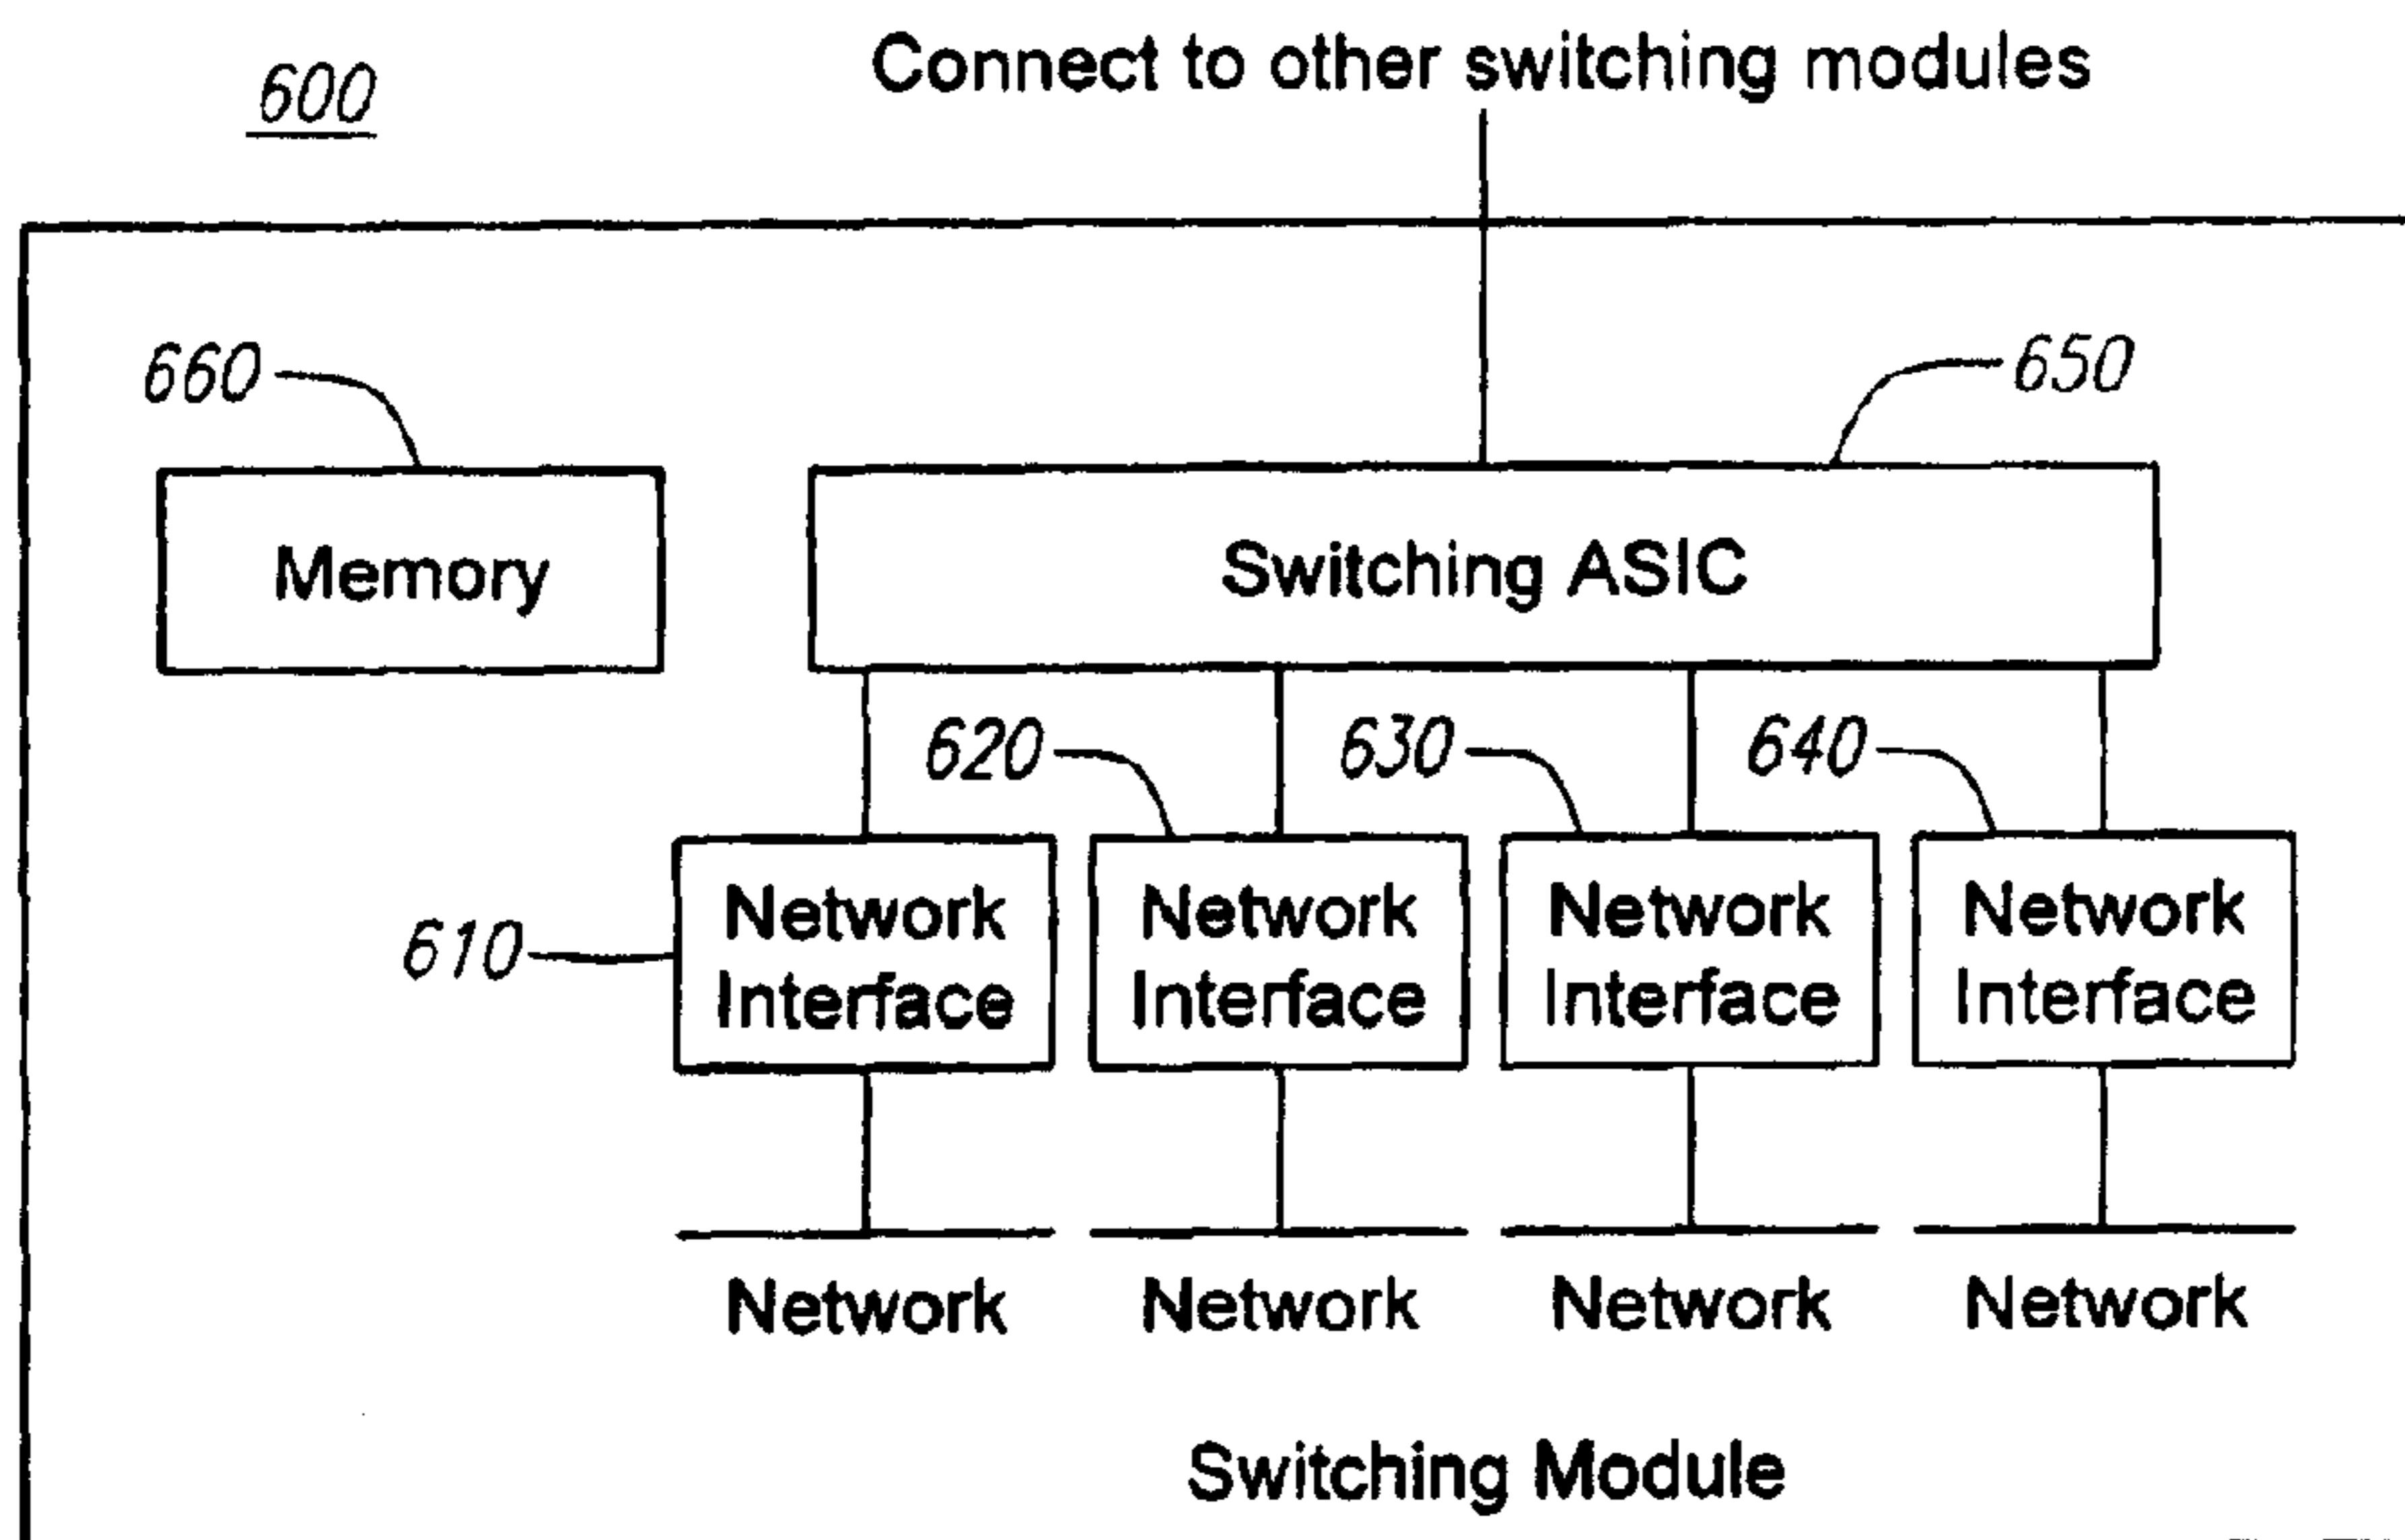 600
Connect to other switching modules
660
650
Memory
Switching ASIC
620
630
640
610
Network
Interface
Network
Interface
Network
Interface
Network
Interface
Network
Network
Network
Network
Switching Module